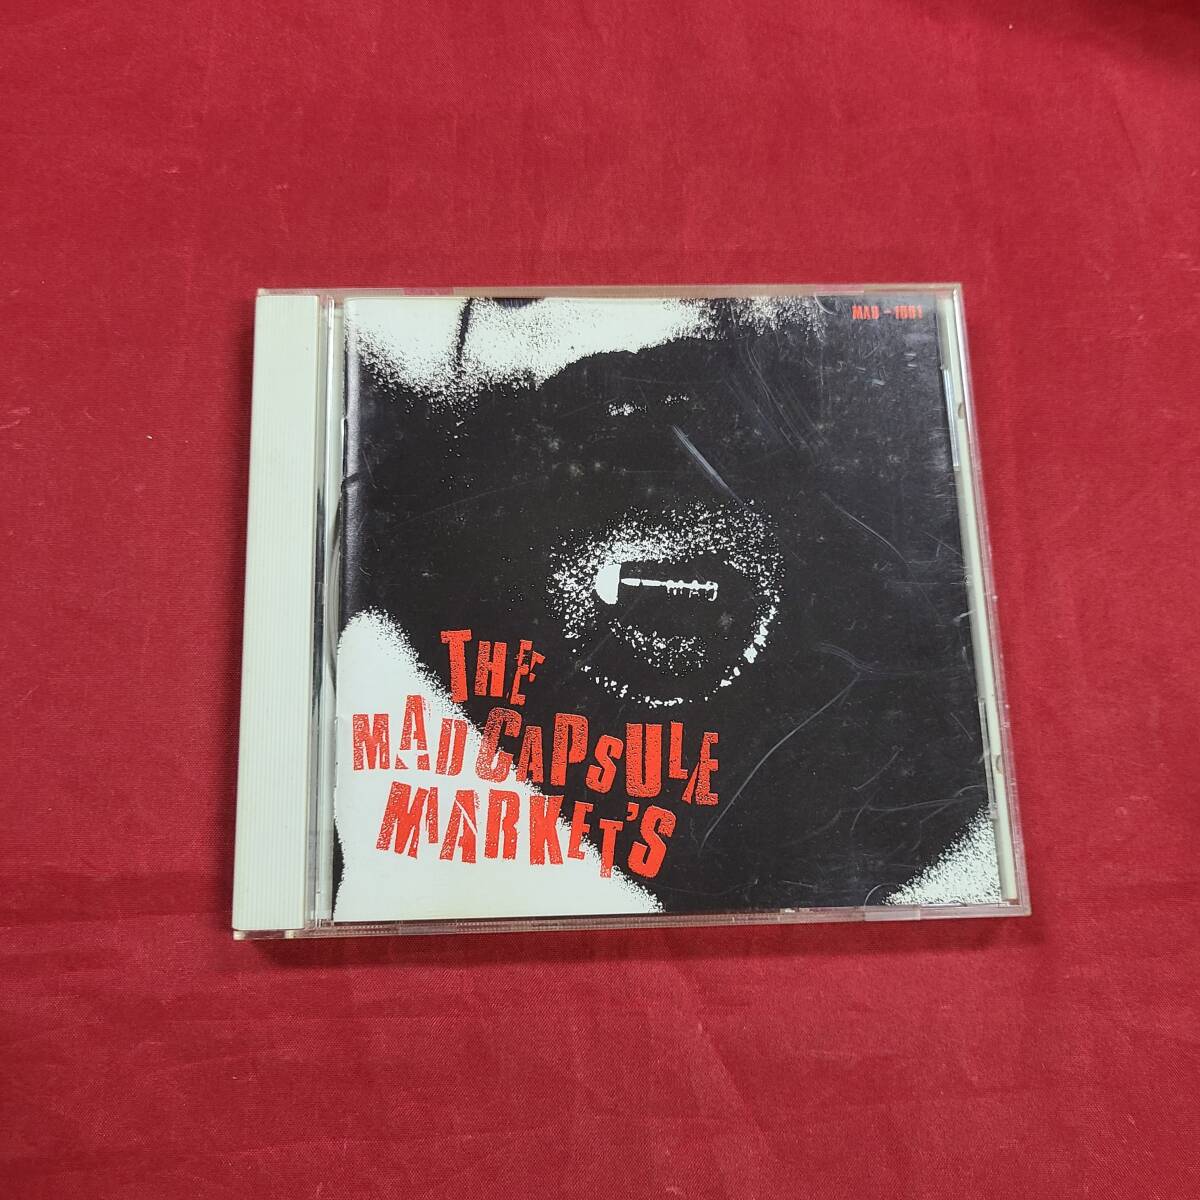 MAD - 1001
THE
MAD CAPSULE
MARKET'S